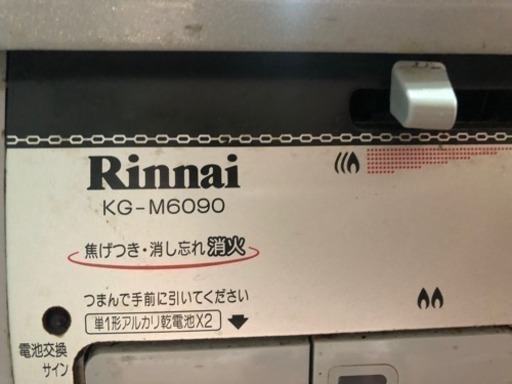 Rinnai
KG-M6090
焦げつき・消し忘れ消火
つまんで手前に引いてください
単1形アルカリ乾電池X2
電池交換
サイン